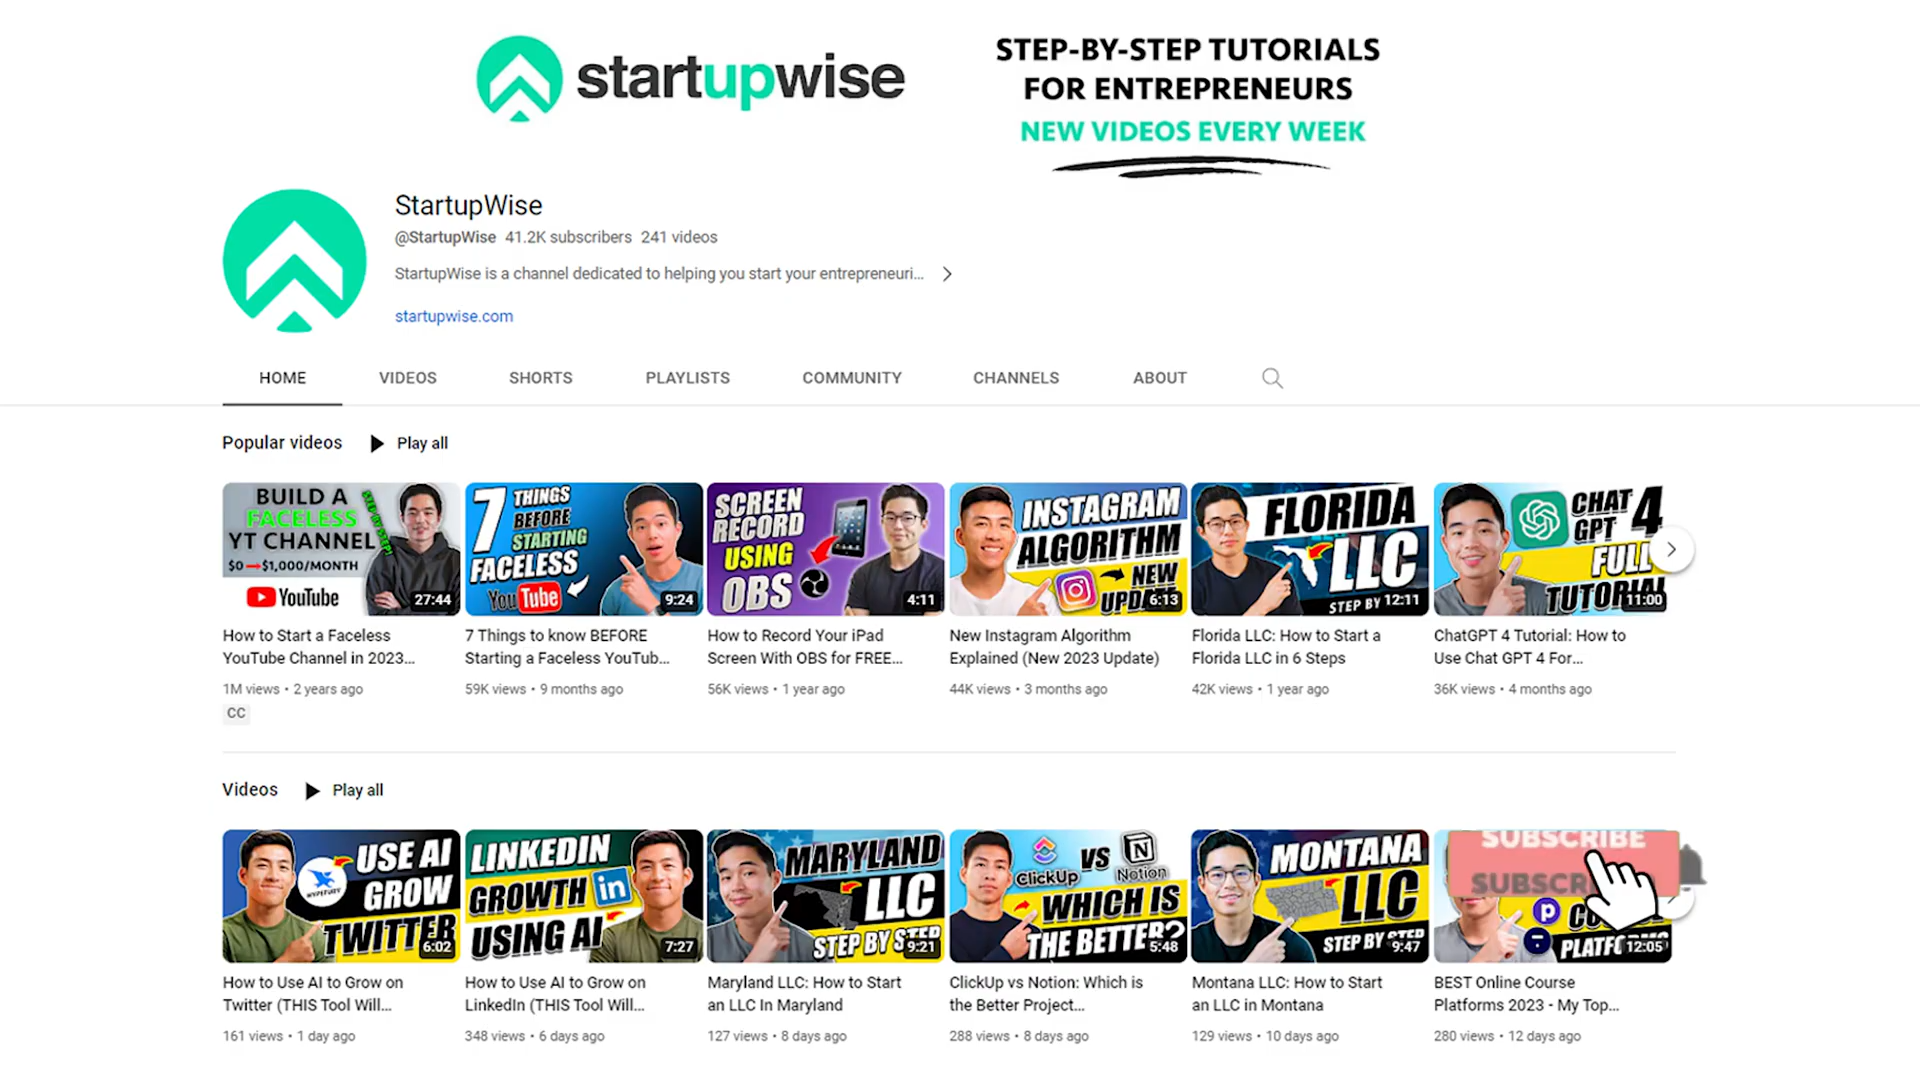 startupwise
STEP-BY-STEP TUTORIALS
FOR ENTREPRENEURS
NEW VIDEOS EVERY WEEK
StartupWise
@StartupWise 41.2K subscribers 241 videos
StartupWise is a channel dedicated to helping you start your entrepreneuri...
startupwise.com
HOME VIDEOS SHORTS PLAYLISTS COMMUNITY CHANNELS ABOUT
Popular videos Play all
BUILD A
FACELESS
YT CHANNEL
STEP BY STEP!
$0 $1,000/MONTH
YouTube
27:44
7 THINGS
BEFORE
STARTING
FACELESS
YouTube
9:24
SCREEN
RECORD
USING
OBS
4:11
INSTAGRAM
ALGORITHM
NEW
6:13
FLORIDA
LLC
STEP BY
12:11
CHAT
GPT 4
FULL
TUTORIAL
11:00
How to Start a Faceless
YouTube Channel in 2023...
1M views • 2 years ago
CC
7 Things to know BEFORE
Starting a Faceless YouTub...
59K views • 9 months ago
How to Record Your iPad
Screen With OBS for FREE...
56K views • 1 year ago
New Instagram Algorithm
Explained (New 2023 Update)
44K views • 3 months ago
Florida LLC: How to Start a
Florida LLC in 6 Steps
42K views • 1 year ago
ChatGPT 4 Tutorial: How to
Use Chat GPT 4 For...
36K views • 4 months ago
Videos Play all
USE AI
GROW
TWITTER
HYPEFURY
6:02
LINKEDIN
GROWTH in
USING AI
7:27
MARYLAND
LLC
STEP BY STEP
9:21
ClickUp VS Notion
WHICH IS
THE BETTER?
5:48
MONTANA
LLC
STEP BY STEP
9:47
SUBSCRIBE
12:05
How to Use AI to Grow on
Twitter (THIS Tool Will...
161 views • 1 day ago
How to Use AI to Grow on
LinkedIn (THIS Tool Will...
348 views • 6 days ago
Maryland LLC: How to Start
an LLC In Maryland
127 views • 8 days ago
ClickUp vs Notion: Which is
the Better Project...
288 views • 8 days ago
Montana LLC: How to Start
an LLC in Montana
129 views • 10 days ago
BEST Online Course
Platforms 2023 - My Top...
280 views • 12 days ago